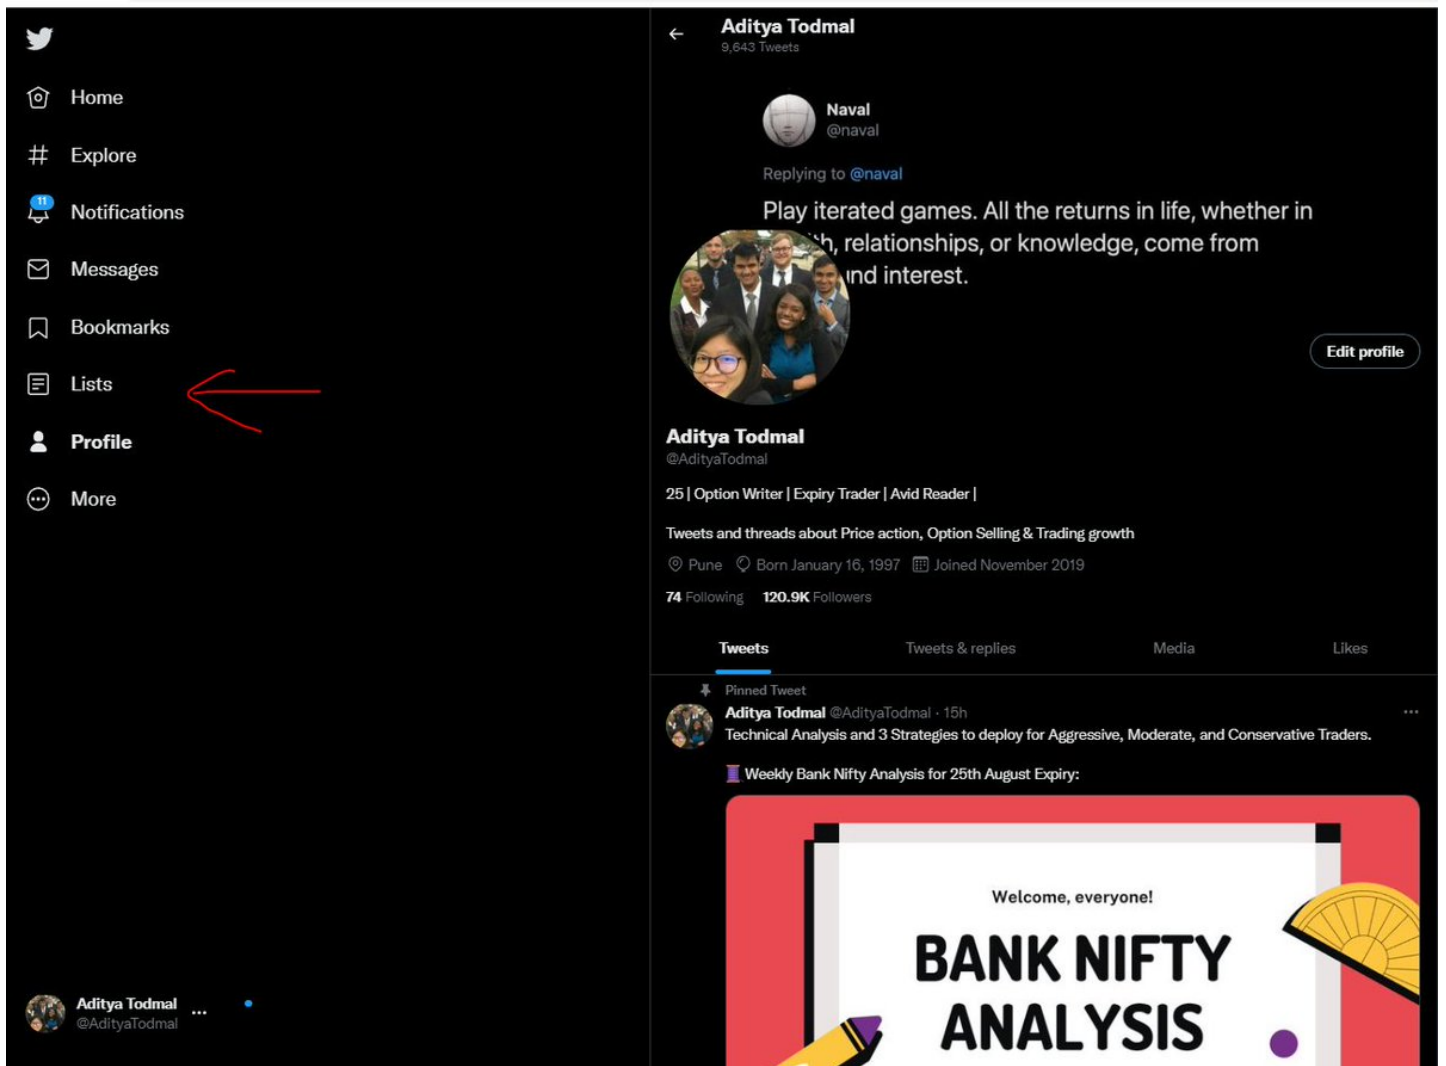 Home
Explore
11
Notifications
Messages
Bookmarks
Lists
Profile
More
Aditya Todmal
@AdityaTodmal
Aditya Todmal
9,643 Tweets
Naval
@naval
Replying to @naval
Play iterated games. All the returns in life, whether in
relationships, or knowledge, come from
interest.
Edit profile
Aditya Todmal
@AdityaTodmal
25 | Option Writer | Expiry Trader | Avid Reader |
Tweets and threads about Price action, Option Selling & Trading growth
Pune Born January 16, 1997 Joined November 2019
74 Following 120.9K Followers
Tweets Tweets & replies Media Likes
Pinned Tweet
Aditya Todmal @AdityaTodmal · 15h
Technical Analysis and 3 Strategies to deploy for Aggressive, Moderate, and Conservative Traders.
🧵 Weekly Bank Nifty Analysis for 25th August Expiry:
Welcome, everyone!
BANK NIFTY
ANALYSIS